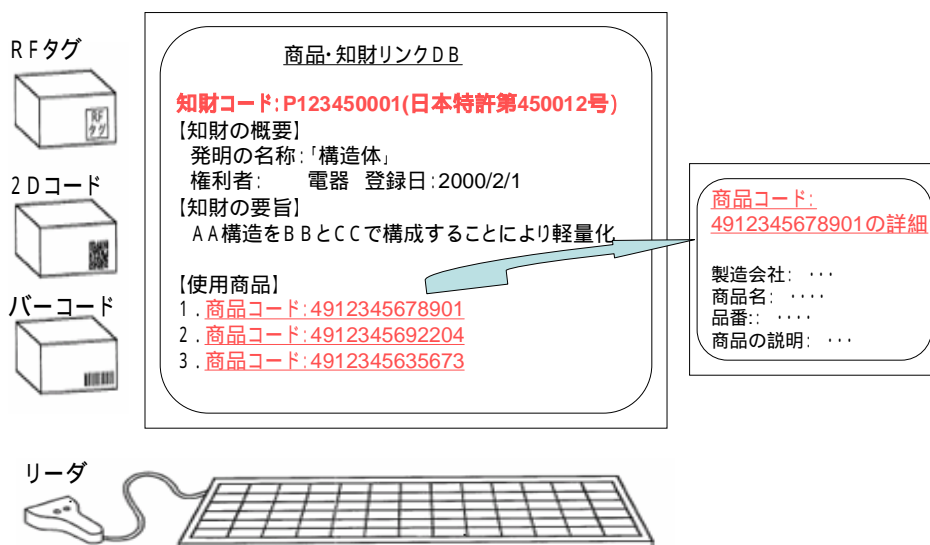 RFタグ
RF
タグ
2Dコード
バーコード
リーダ
商品・知財リンクDB
知財コード:P123450001(日本特許第450012号)
【知財の概要】
発明の名称:「構造体」
権利者: 電器 登録日:2000/2/1
【知財の要旨】
AA構造をBBとCCで構成することにより軽量化
【使用商品】
1.商品コード:4912345678901
2.商品コード:4912345692204
3.商品コード:4912345635673
商品コード:
4912345678901の詳細
製造会社: ・・・
商品名: ・・・・
品番:: ・・・・
商品の説明: ・・・